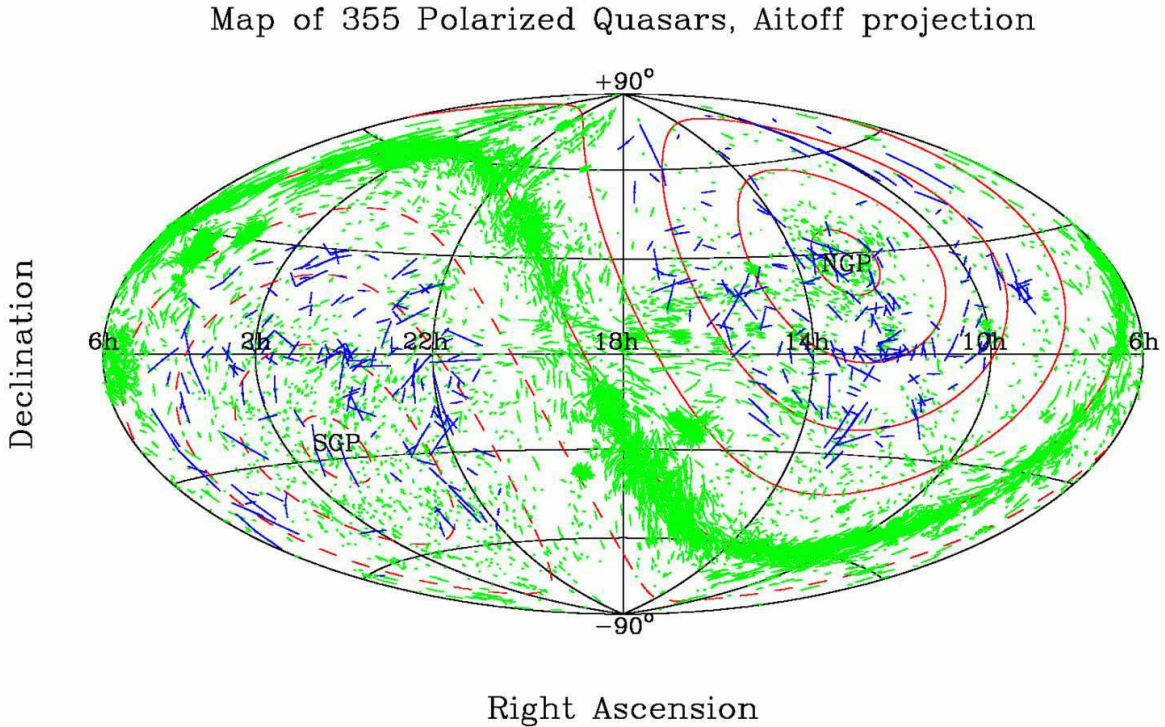 Map of 355 Polarized Quasars, Aitoff projection
+90°
NGP
6h 2h 22h 18h 14h 10h 6h
SGP
-90°
Declination
Right Ascension